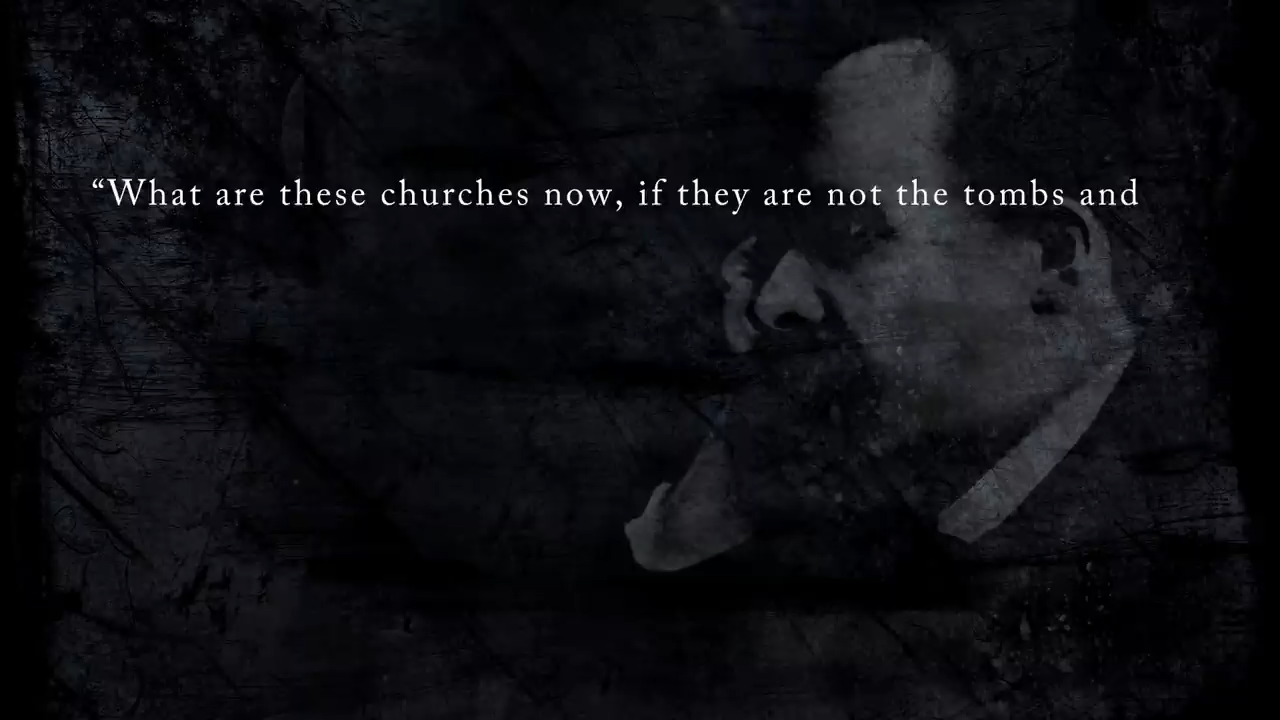 “What are these churches now, if they are not the tombs and